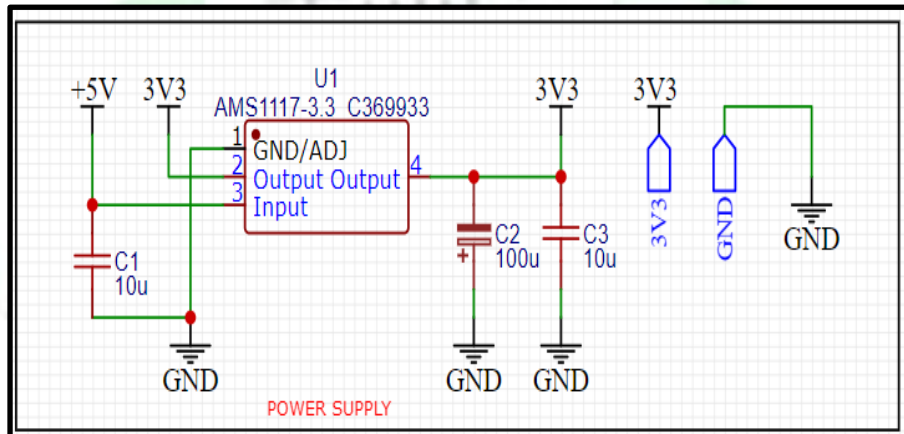 U1
+5V 3V3 AMS1117-3.3 C369933 3V3 3V3
1 GND/ADJ
2 Output Output 4
3 Input
C1
10u
C2
100u
+
C3
10u
3V3
GND
GND
GND
GND
GND
POWER SUPPLY